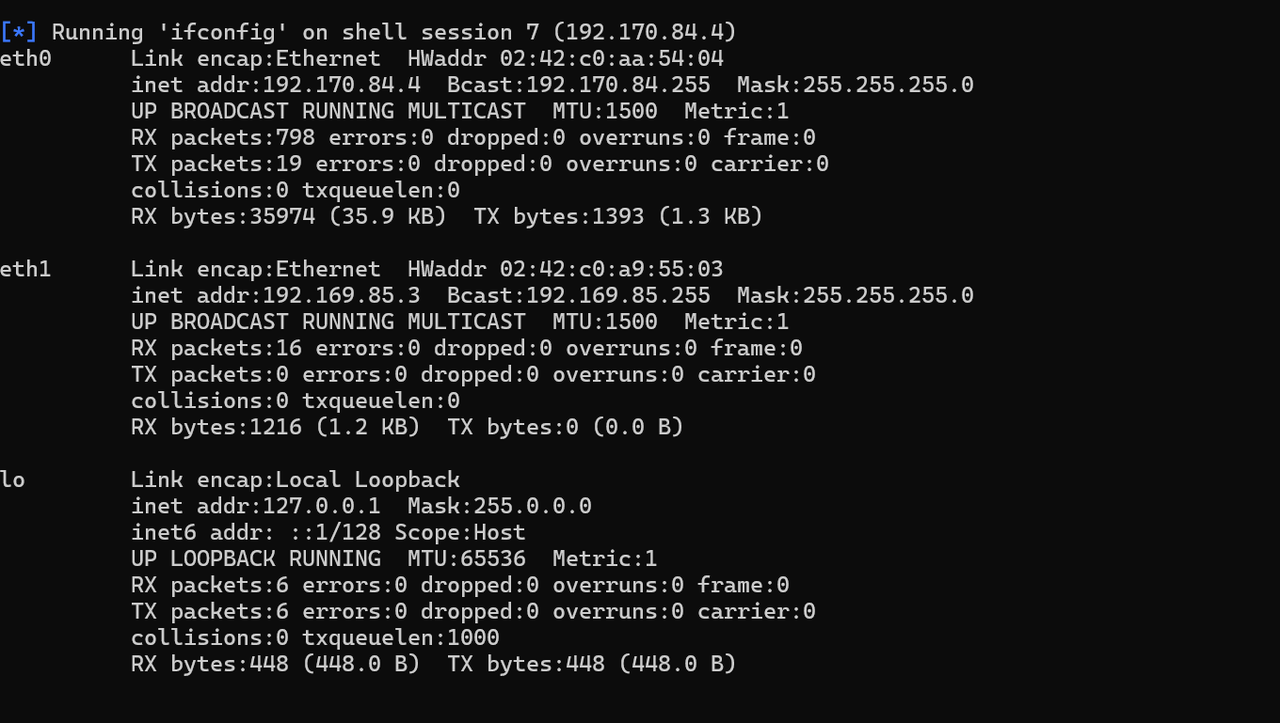 [*] Running 'ifconfig' on shell session 7 (192.170.84.4)
eth0      Link encap:Ethernet  HWaddr 02:42:c0:aa:54:04
          inet addr:192.170.84.4  Bcast:192.170.84.255  Mask:255.255.255.0
          UP BROADCAST RUNNING MULTICAST  MTU:1500  Metric:1
          RX packets:798 errors:0 dropped:0 overruns:0 frame:0
          TX packets:19 errors:0 dropped:0 overruns:0 carrier:0
          collisions:0 txqueuelen:0
          RX bytes:35974 (35.9 KB)  TX bytes:1393 (1.3 KB)

eth1      Link encap:Ethernet  HWaddr 02:42:c0:a9:55:03
          inet addr:192.169.85.3  Bcast:192.169.85.255  Mask:255.255.255.0
          UP BROADCAST RUNNING MULTICAST  MTU:1500  Metric:1
          RX packets:16 errors:0 dropped:0 overruns:0 frame:0
          TX packets:0 errors:0 dropped:0 overruns:0 carrier:0
          collisions:0 txqueuelen:0
          RX bytes:1216 (1.2 KB)  TX bytes:0 (0.0 B)

lo        Link encap:Local Loopback
          inet addr:127.0.0.1  Mask:255.0.0.0
          inet6 addr: ::1/128 Scope:Host
          UP LOOPBACK RUNNING  MTU:65536  Metric:1
          RX packets:6 errors:0 dropped:0 overruns:0 frame:0
          TX packets:6 errors:0 dropped:0 overruns:0 carrier:0
          collisions:0 txqueuelen:1000
          RX bytes:448 (448.0 B)  TX bytes:448 (448.0 B)